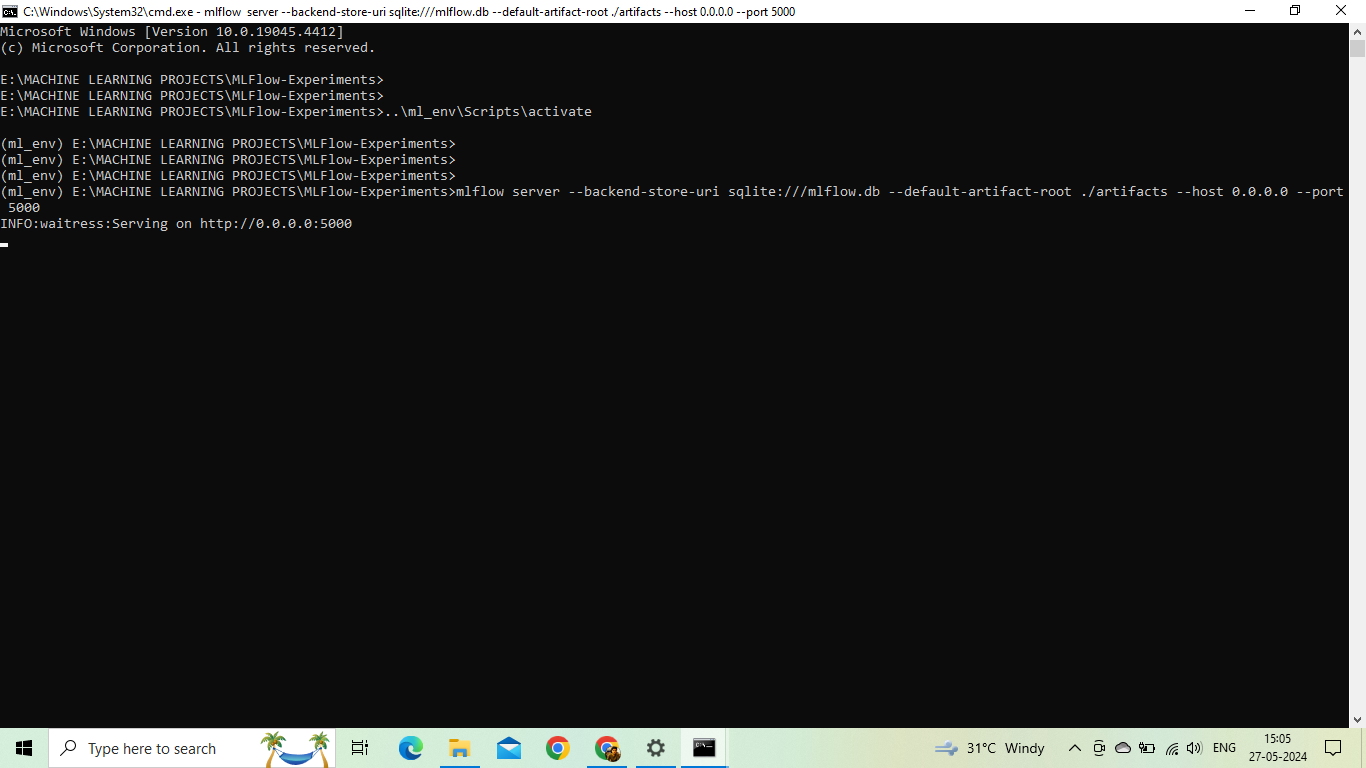 C:\Windows\System32\cmd.exe - mlflow  server --backend-store-uri sqlite:///mlflow.db --default-artifact-root ./artifacts --host 0.0.0.0 --port 5000
Microsoft Windows [Version 10.0.19045.4412]
(c) Microsoft Corporation. All rights reserved.
E:\MACHINE LEARNING PROJECTS\MLFlow-Experiments>
E:\MACHINE LEARNING PROJECTS\MLFlow-Experiments>
E:\MACHINE LEARNING PROJECTS\MLFlow-Experiments>..\ml_env\Scripts\activate
(ml_env) E:\MACHINE LEARNING PROJECTS\MLFlow-Experiments>
(ml_env) E:\MACHINE LEARNING PROJECTS\MLFlow-Experiments>
(ml_env) E:\MACHINE LEARNING PROJECTS\MLFlow-Experiments>
(ml_env) E:\MACHINE LEARNING PROJECTS\MLFlow-Experiments>mlflow server --backend-store-uri sqlite:///mlflow.db --default-artifact-root ./artifacts --host 0.0.0.0 --port
5000
INFO:waitress:Serving on http://0.0.0.0:5000
Type here to search
31°C Windy
ENG
15:05
27-05-2024